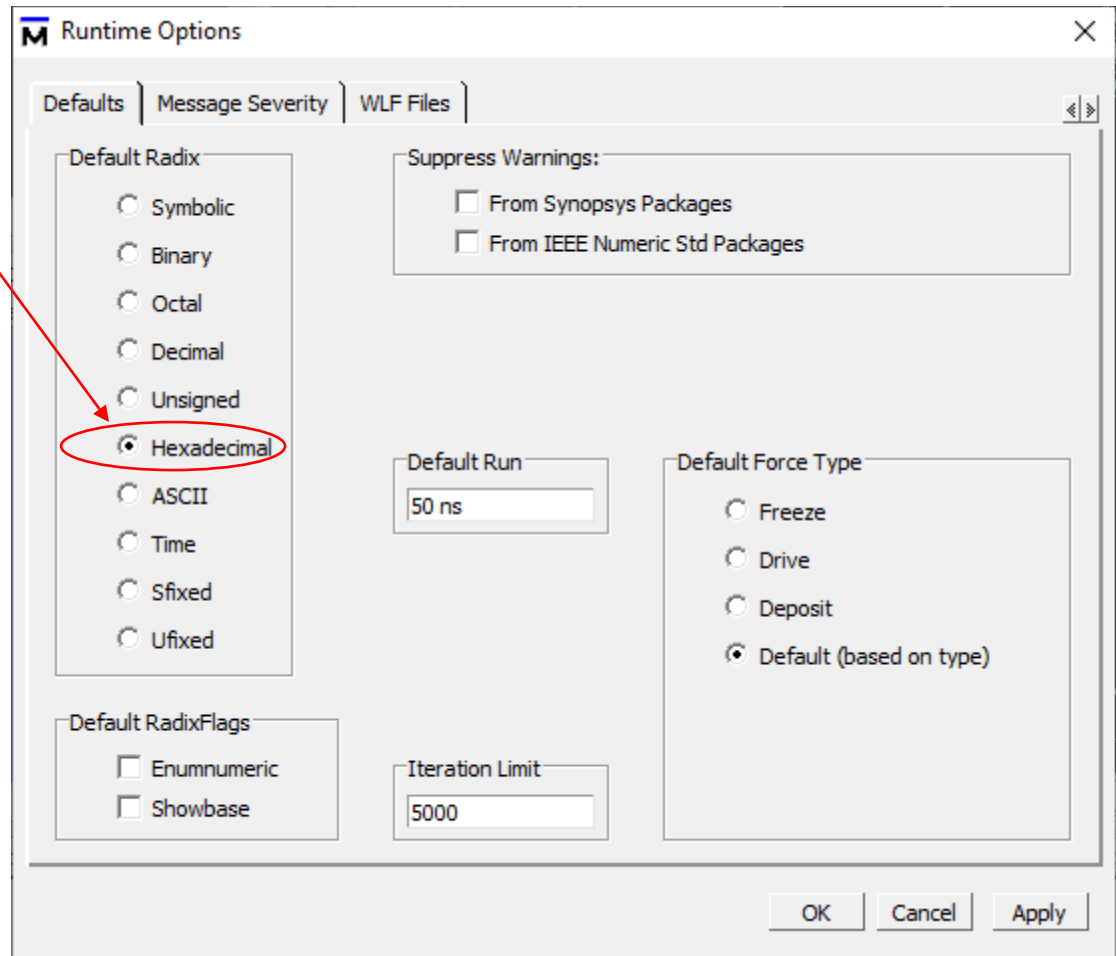 Runtime Options
Defaults
Message Severity
WLF Files
Default Radix
Symbolic
Binary
Octal
Decimal
Unsigned
Hexadecimal
ASCII
Time
Sfixed
Ufixed
Default RadixFlags
Enumnumeric
Showbase
Suppress Warnings:
From Synopsys Packages
From IEEE Numeric Std Packages
Default Run
50 ns
Iteration Limit
5000
Default Force Type
Freeze
Drive
Deposit
Default (based on type)
OK
Cancel
Apply